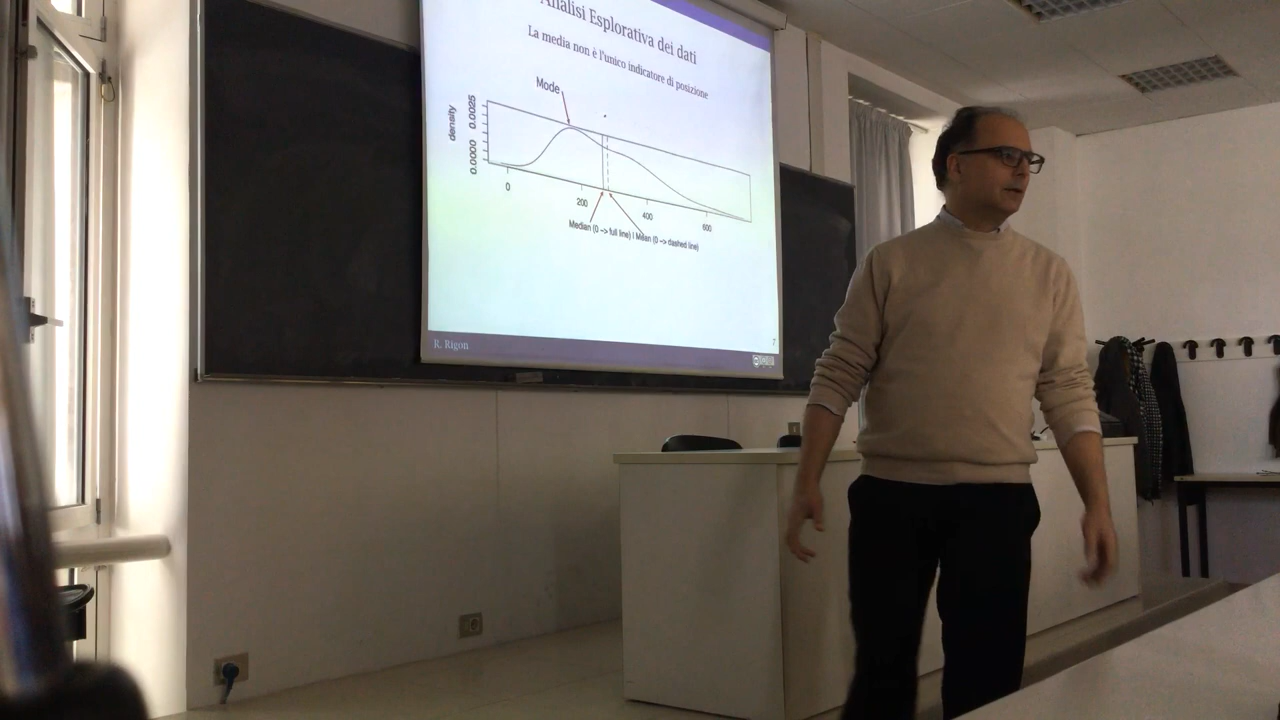 Analisi Esplorativa dei dati
La media non è l'unico indicatore di posizione
Mode
density
0.0000 0.0025
0 200 400 600
Median (0 -> full line) | Mean (0 -> dashed line)
R. Rigon
7